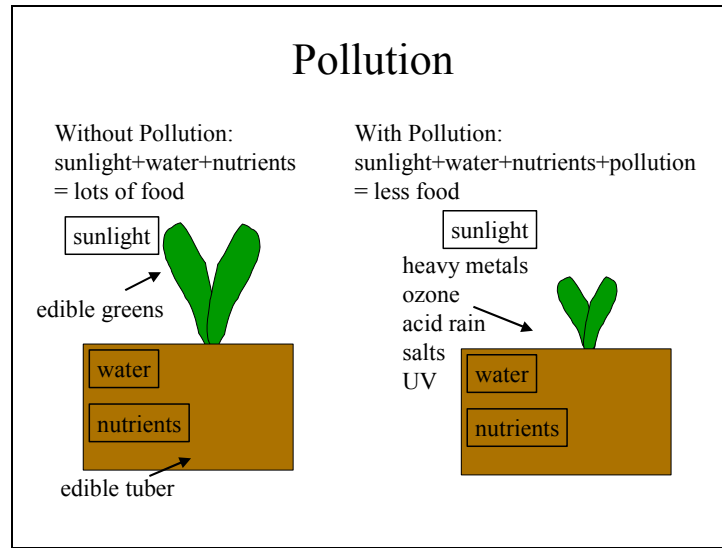 Pollution
Without Pollution:
sunlight+water+nutrients
= lots of food
sunlight
edible greens
water
nutrients
edible tuber
With Pollution:
sunlight+water+nutrients+pollution
= less food
sunlight
heavy metals
ozone
acid rain
salts
UV
water
nutrients